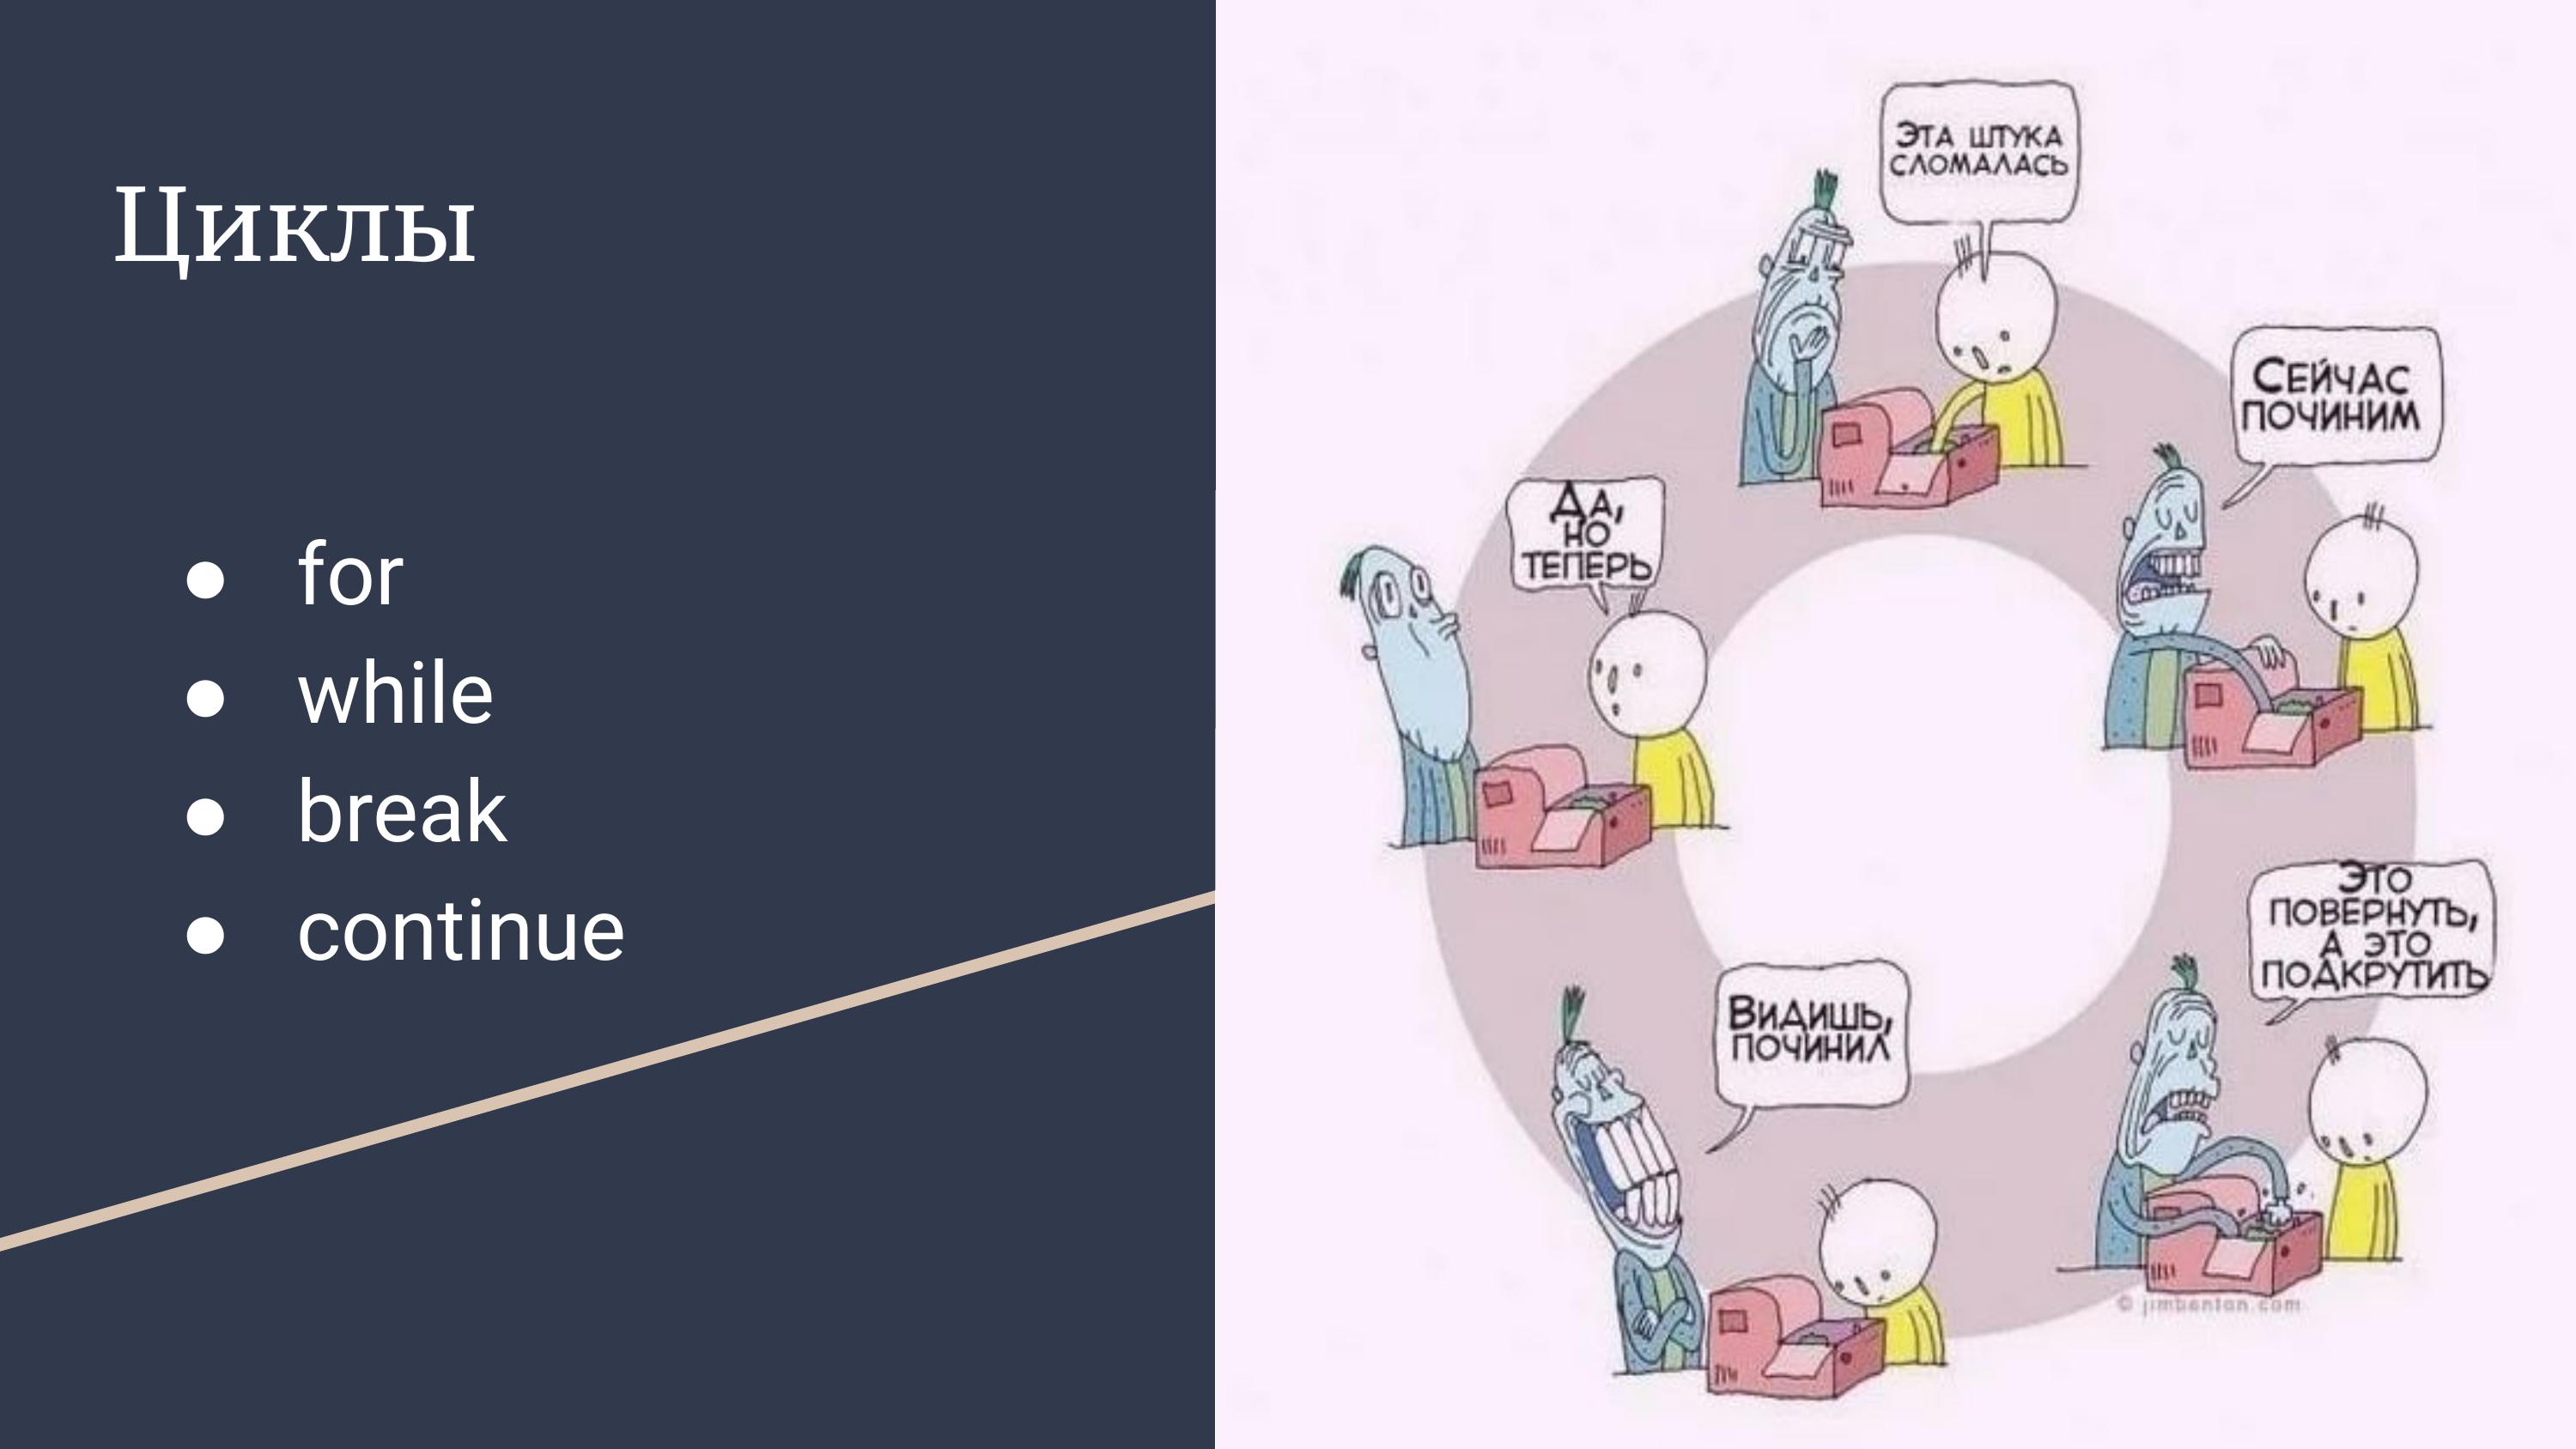 Циклы
for
while
break
continue
Эта штука
сломалась
Сейчас
починим
Это
повернуть,
а это
подкрутить
Видишь,
починил
Да,
но
теперь
© jimbenton.com